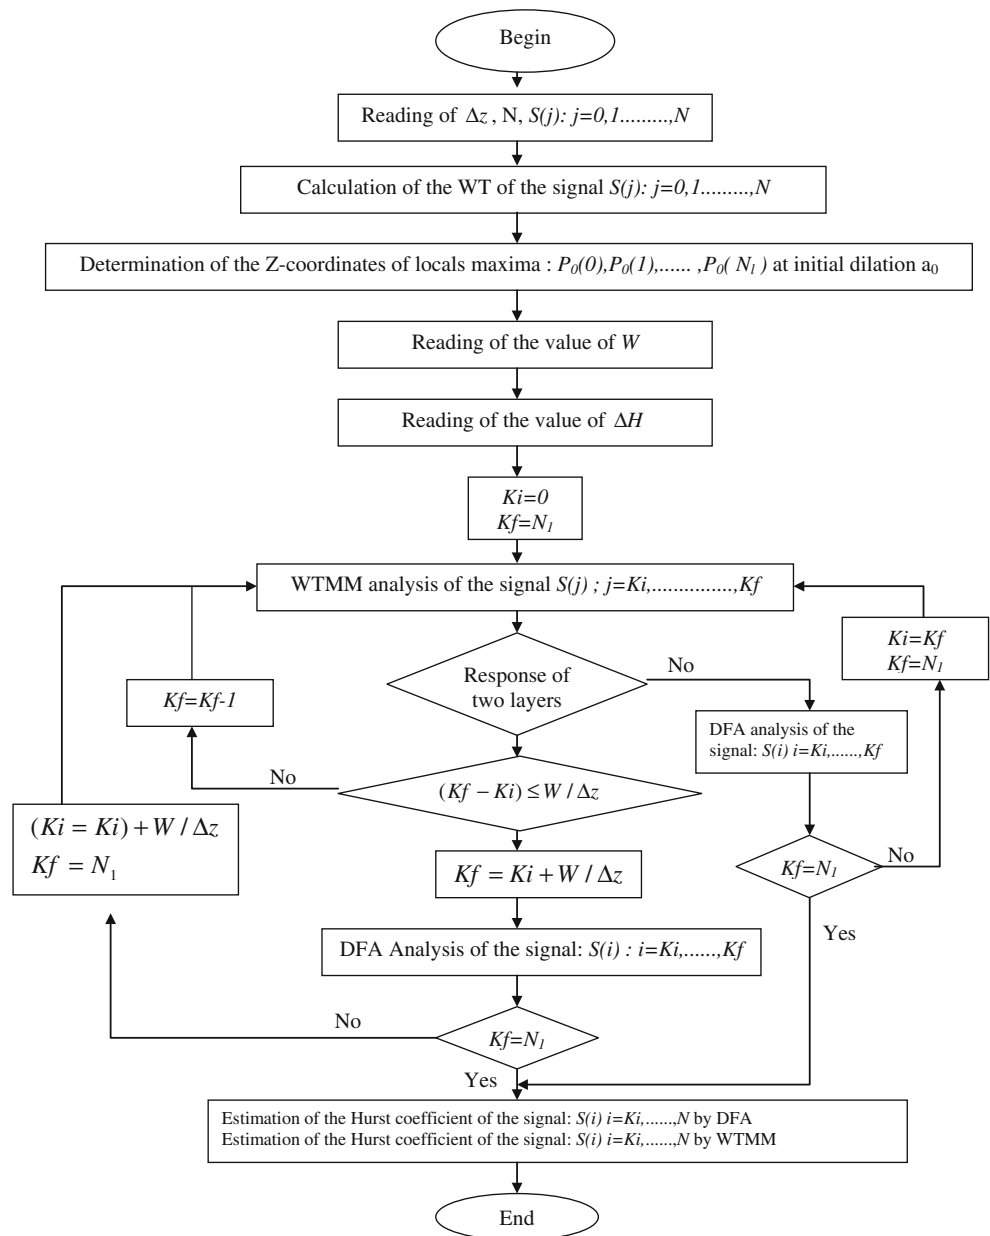 Begin
Reading of Δz , N, S(j): j=0,1.........,N
Calculation of the WT of the signal S(j): j=0,1.........,N
Determination of the Z-coordinates of locals maxima : P0(0),P0(1),...... ,P0( Nl ) at initial dilation a0
Reading of the value of W
Reading of the value of ΔH
Ki=0
Kf=N1
WTMM analysis of the signal S(j) ; j=Ki,................,Kf
Ki=Kf
Kf=N1
Response of
two layers
No
Kf=Kf-1
DFA analysis of the
signal: S(i) i=Ki,......,Kf
No
(Kf – Ki) ≤ W / Δz
(Ki = Ki) + W / Δz
Kf = N1
Kf = Ki + W / Δz
Kf=N1
No
Yes
DFA Analysis of the signal: S(i) : i=Ki,......,Kf
No
Kf=N1
Yes
Estimation of the Hurst coefficient of the signal: S(i) i=Ki,......,N by DFA
Estimation of the Hurst coefficient of the signal: S(i) i=Ki,......,N by WTMM
End